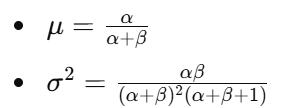 • μ = α/(α+β)
• σ² = αβ/((α+β)²(α+β+1))